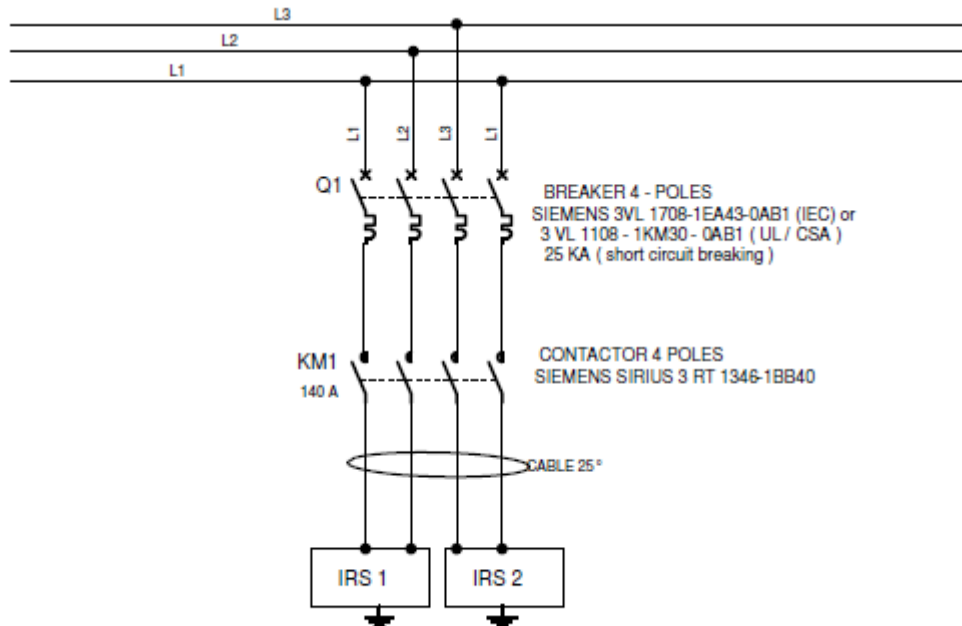 L3
L2
L1
L1
L2
L3
L1
Q1
BREAKER 4 - POLES
SIEMENS 3VL 1708-1EA43-0AB1 (IEC) or
3 VL 1108 - 1KM30 - 0AB1 ( UL / CSA )
25 KA ( short circuit breaking )
KM1
140 A
CONTACTOR 4 POLES
SIEMENS SIRIUS 3 RT 1346-1BB40
CABLE 25°
IRS 1
IRS 2